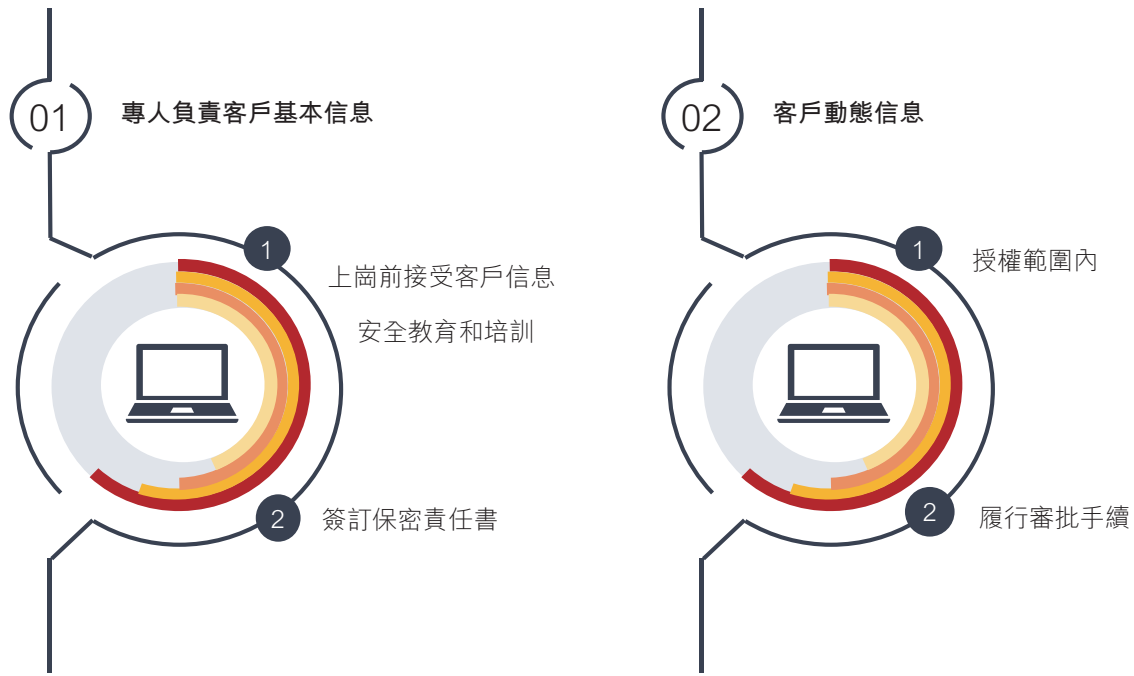 01
專人負責客戶基本信息
1
上崗前接受客戶信息
安全教育和培訓
2
簽訂保密責任書
02
客戶動態信息
1
授權範圍內
2
履行審批手續